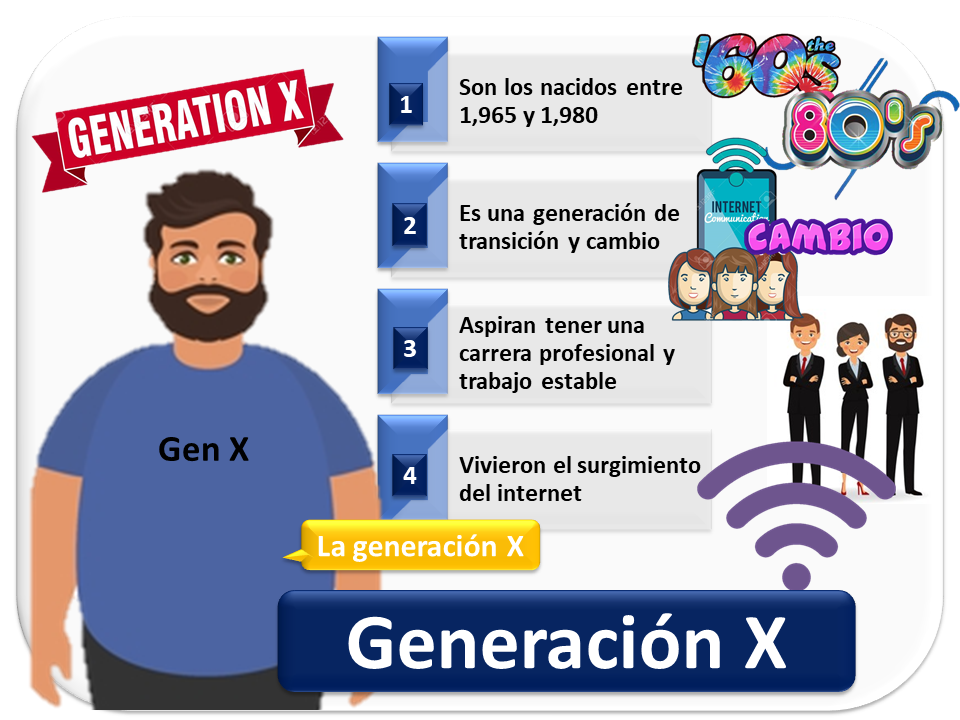 GENERATION X
1
Son los nacidos entre
1,965 y 1,980
'60s the
80's
2
Es una generación de
transición y cambio
INTERNET
Communication
CAMBIO
3
Aspiran tener una
carrera profesional y
trabajo estable
4
Vivieron el surgimiento
del internet
Gen X
La generación X
Generación X